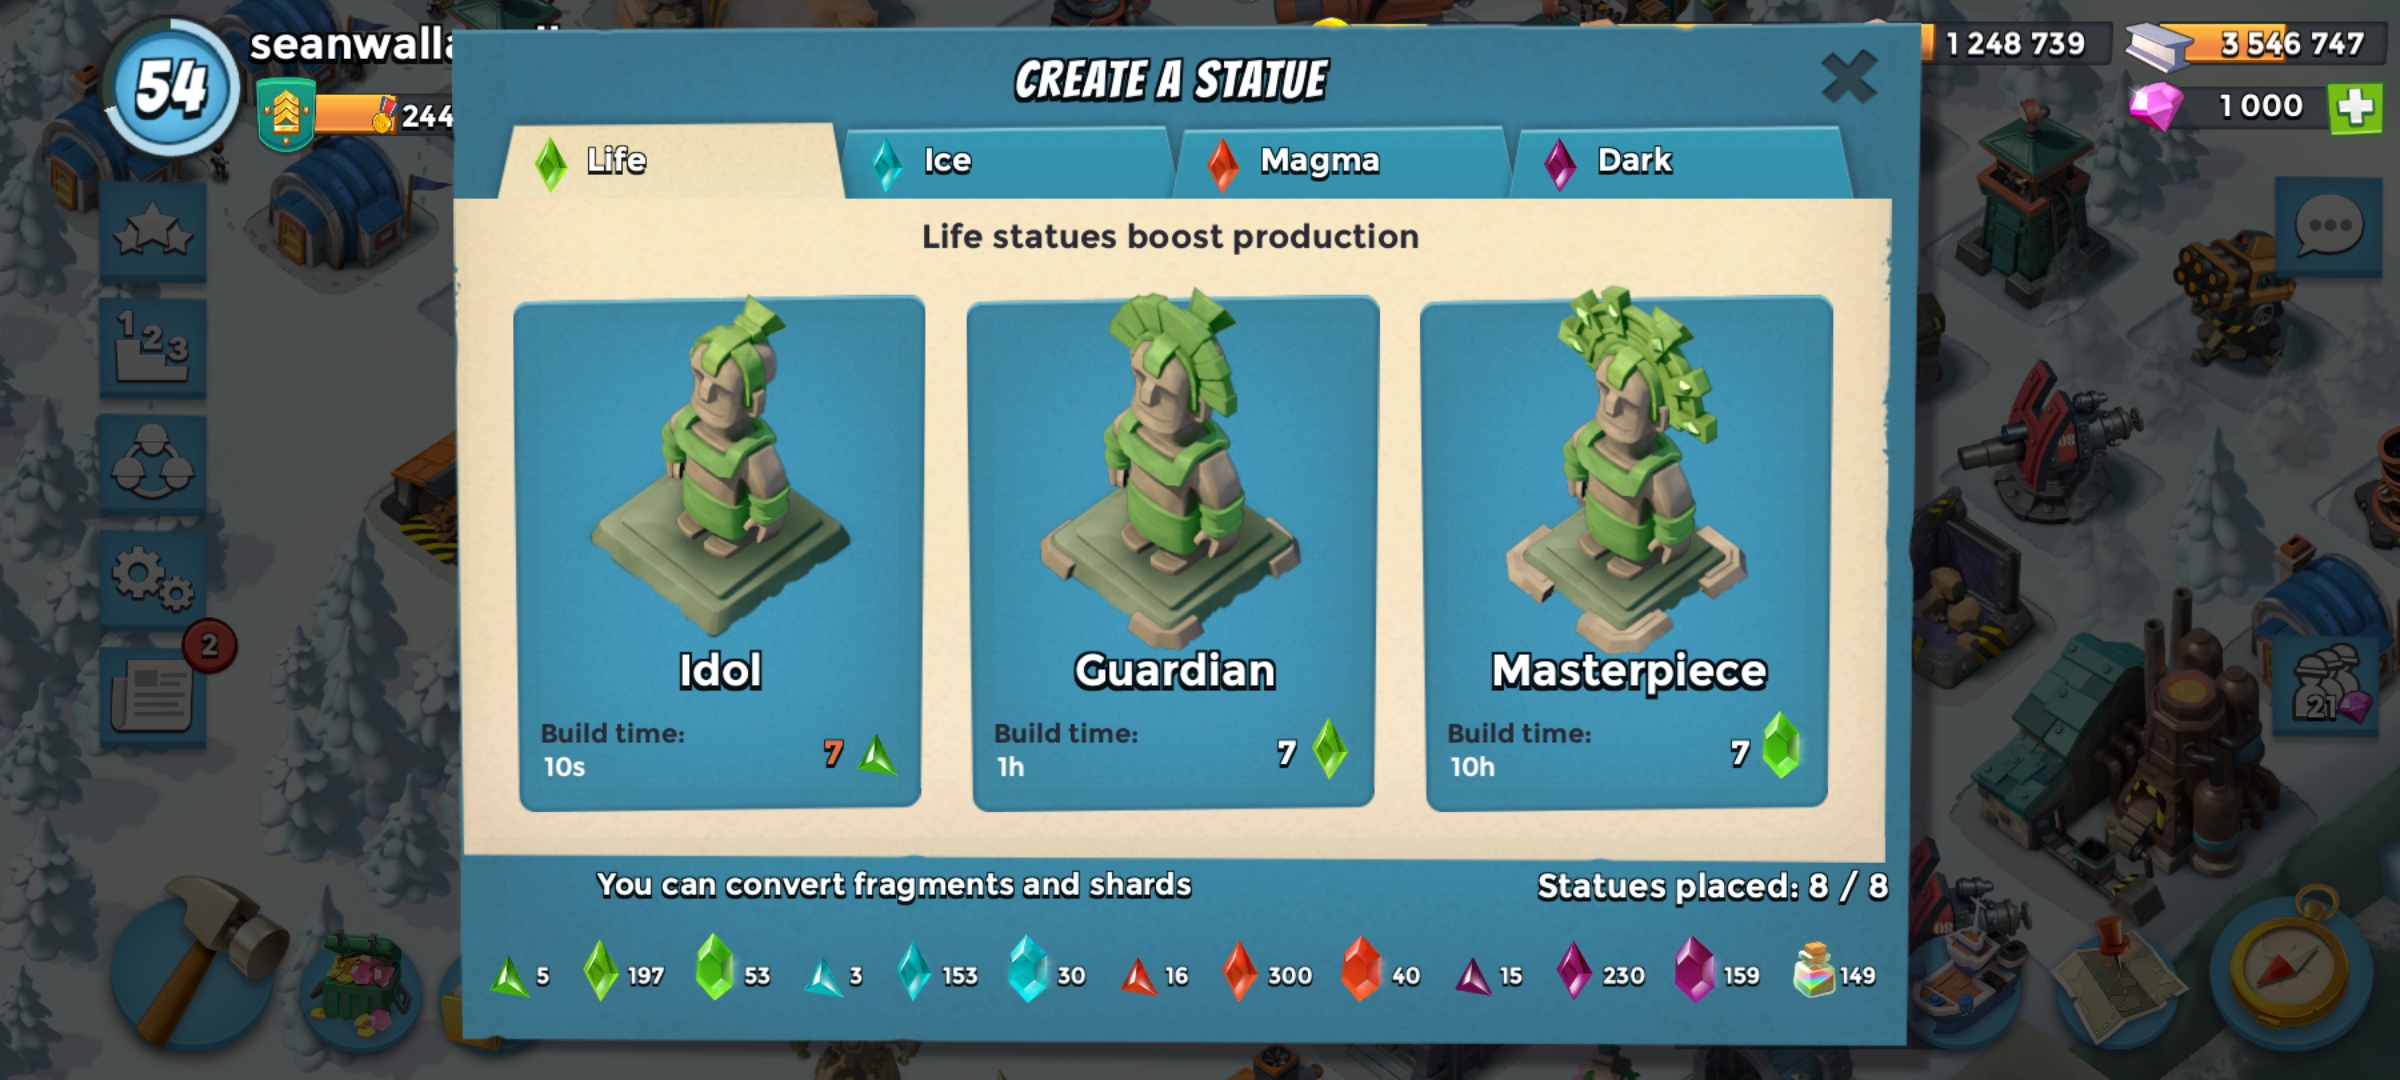 54
244
1 248 739
3 546 747
1 000
CREATE A STATUE
Life
Ice
Magma
Dark
Life statues boost production
1 2 3
2
Idol
Build time:
10s
7
Guardian
Build time:
1h
7
Masterpiece
Build time:
10h
7
21
You can convert fragments and shards
Statues placed: 8 / 8
5 197 53 3 153 30 16 300 40 15 230 159 149